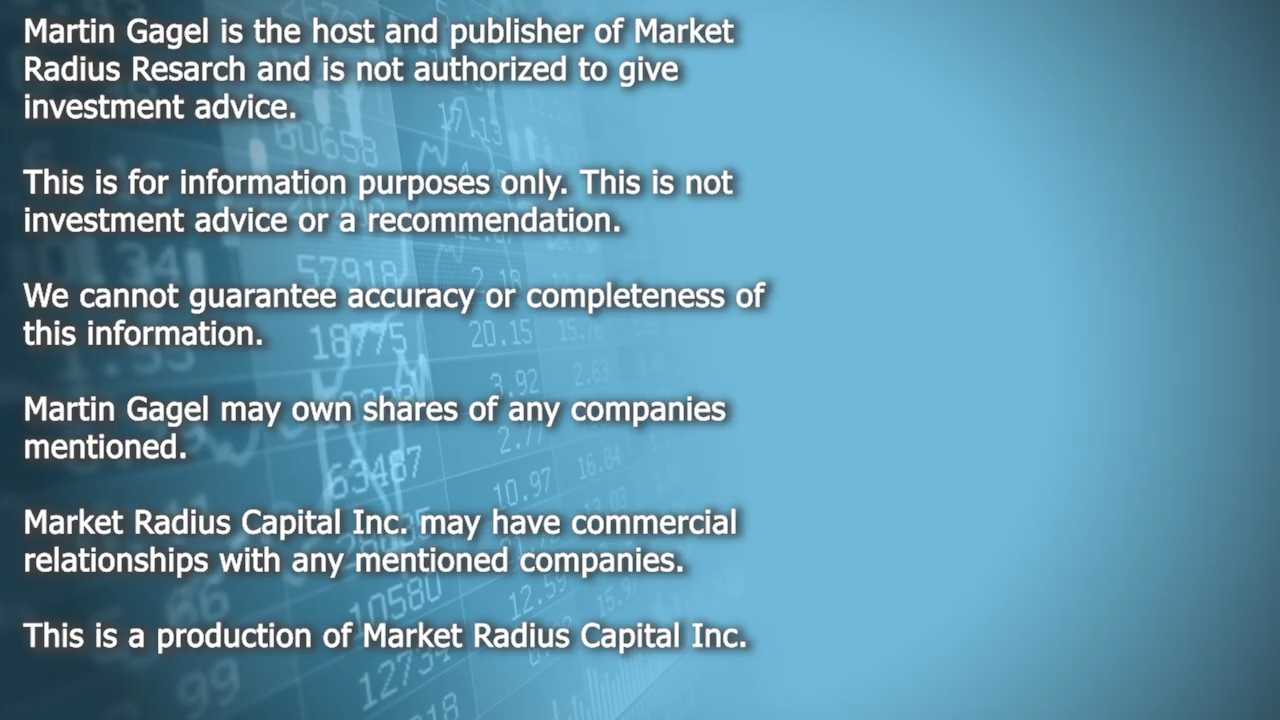 Martin Gagel is the host and publisher of Market
Radius Resarch and is not authorized to give
investment advice.
This is for information purposes only. This is not
investment advice or a recommendation.
We cannot guarantee accuracy or completeness of
this information.
Martin Gagel may own shares of any companies
mentioned.
Market Radius Capital Inc. may have commercial
relationships with any mentioned companies.
This is a production of Market Radius Capital Inc.